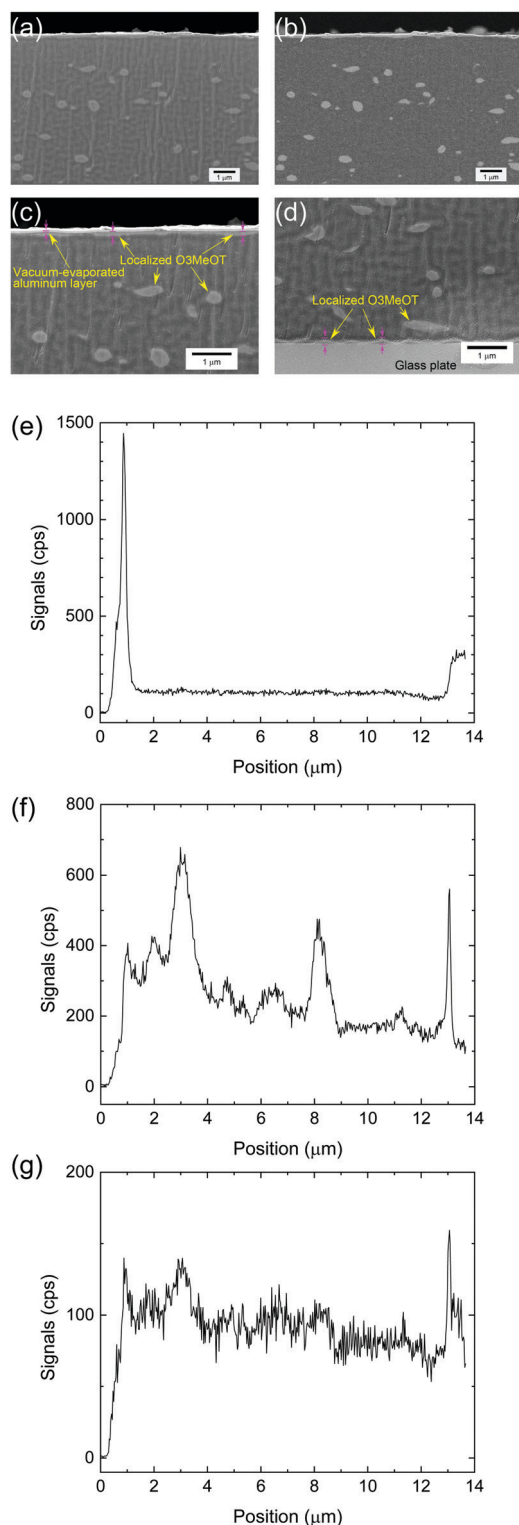 (a)
1 μm
(b)
1 μm
(c)
Localized O3MeOT
Vacuum-evaporated
aluminum layer
1 μm
(d)
Localized O3MeOT
1 μm
Glass plate
(e)
1500
1000
500
0
Signals (cps)
0 2 4 6 8 10 12 14
Position (μm)
(f)
800
600
400
200
0
Signals (cps)
0 2 4 6 8 10 12 14
Position (μm)
(g)
200
150
100
50
0
Signals (cps)
0 2 4 6 8 10 12 14
Position (μm)